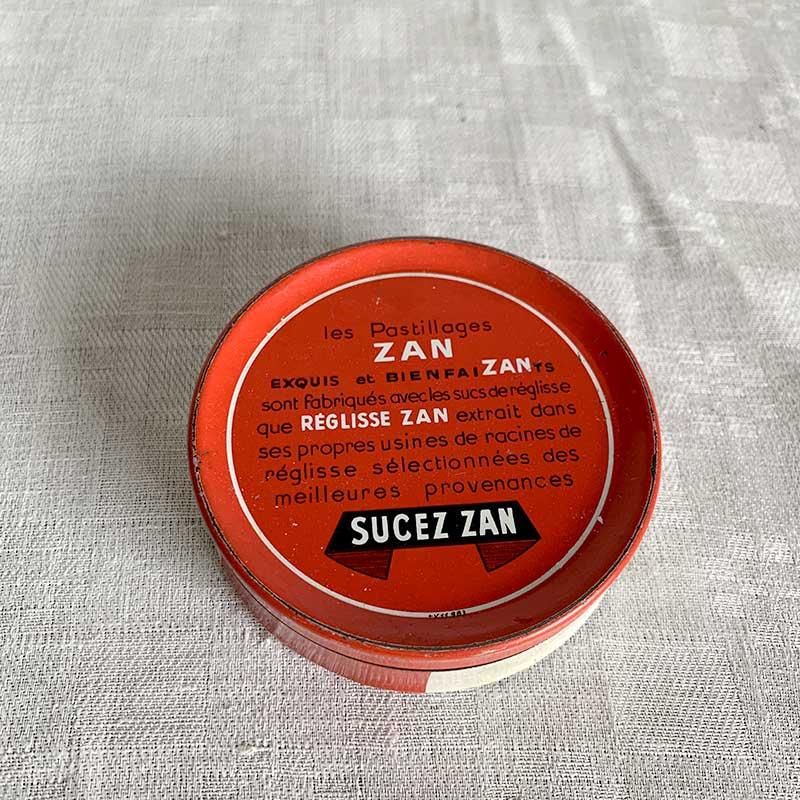 les Pastillages
ZAN
EXQUIS et BIENFAIZANTS
sont fabriqués avec les sucs de réglisse
que RÉGLISSE ZAN extrait dans
ses propres usines de racines de
réglisse sélectionnées des
meilleures provenances
SUCEZ ZAN